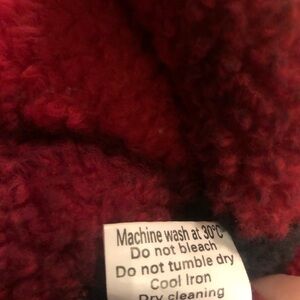 Machine wash at 30°C
Do not bleach
Do not tumble dry
Cool Iron
Dry cleaning